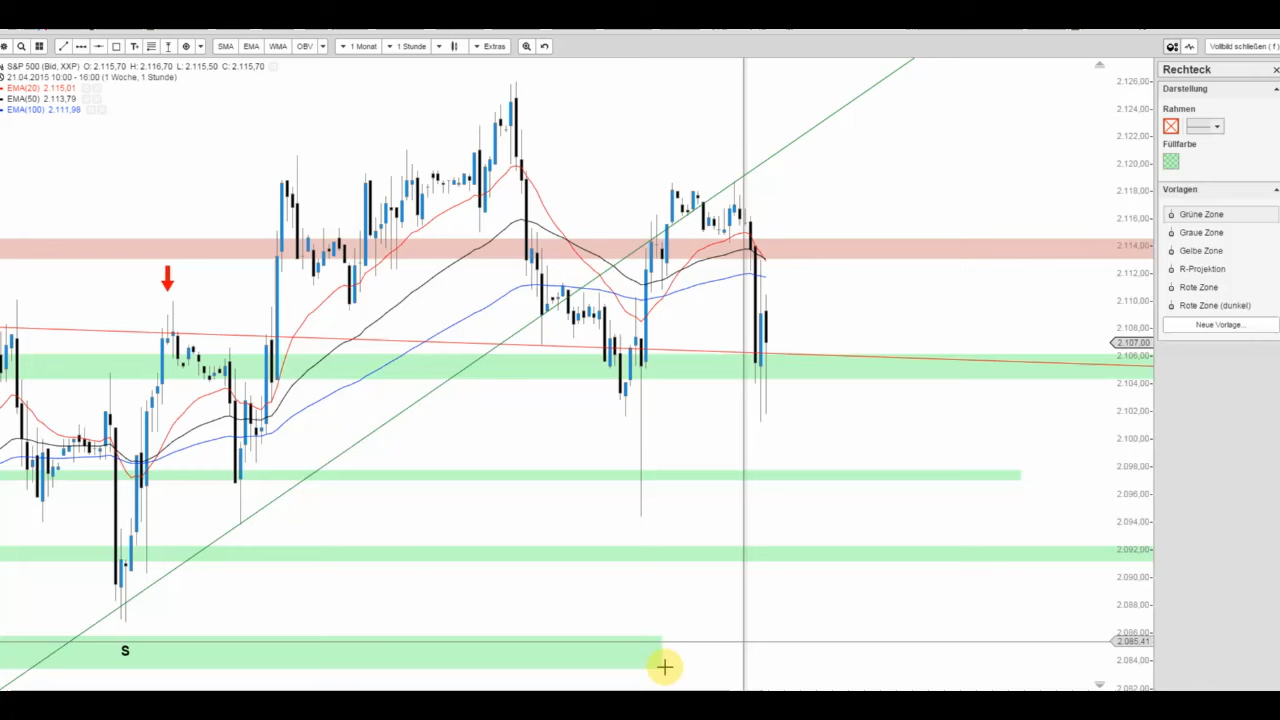 SMA EMA WMA OBV 1 Monat 1 Stunde Extras Vollbild schließen ( f )
S&P 500 (Bid, XXP) O: 2.115,70 H: 2.116,70 L: 2.115,50 C: 2.115,70
21.04.2015 10:00 - 16:00 (1 Woche, 1 Stunde)
EMA(20) 2.115,01
EMA(50) 2.113,79
EMA(100) 2.111,98
S
2.126,00
2.124,00
2.122,00
2.120,00
2.118,00
2.116,00
2.114,00
2.112,00
2.110,00
2.108,00
2.107,00
2.106,00
2.104,00
2.102,00
2.100,00
2.098,00
2.096,00
2.094,00
2.092,00
2.090,00
2.088,00
2.086,00
2.085,41
2.084,00
2.082,00
Rechteck
Darstellung
Rahmen
Füllfarbe
Vorlagen
Grüne Zone
Graue Zone
Gelbe Zone
R-Projektion
Rote Zone
Rote Zone (dunkel)
Neue Vorlage...